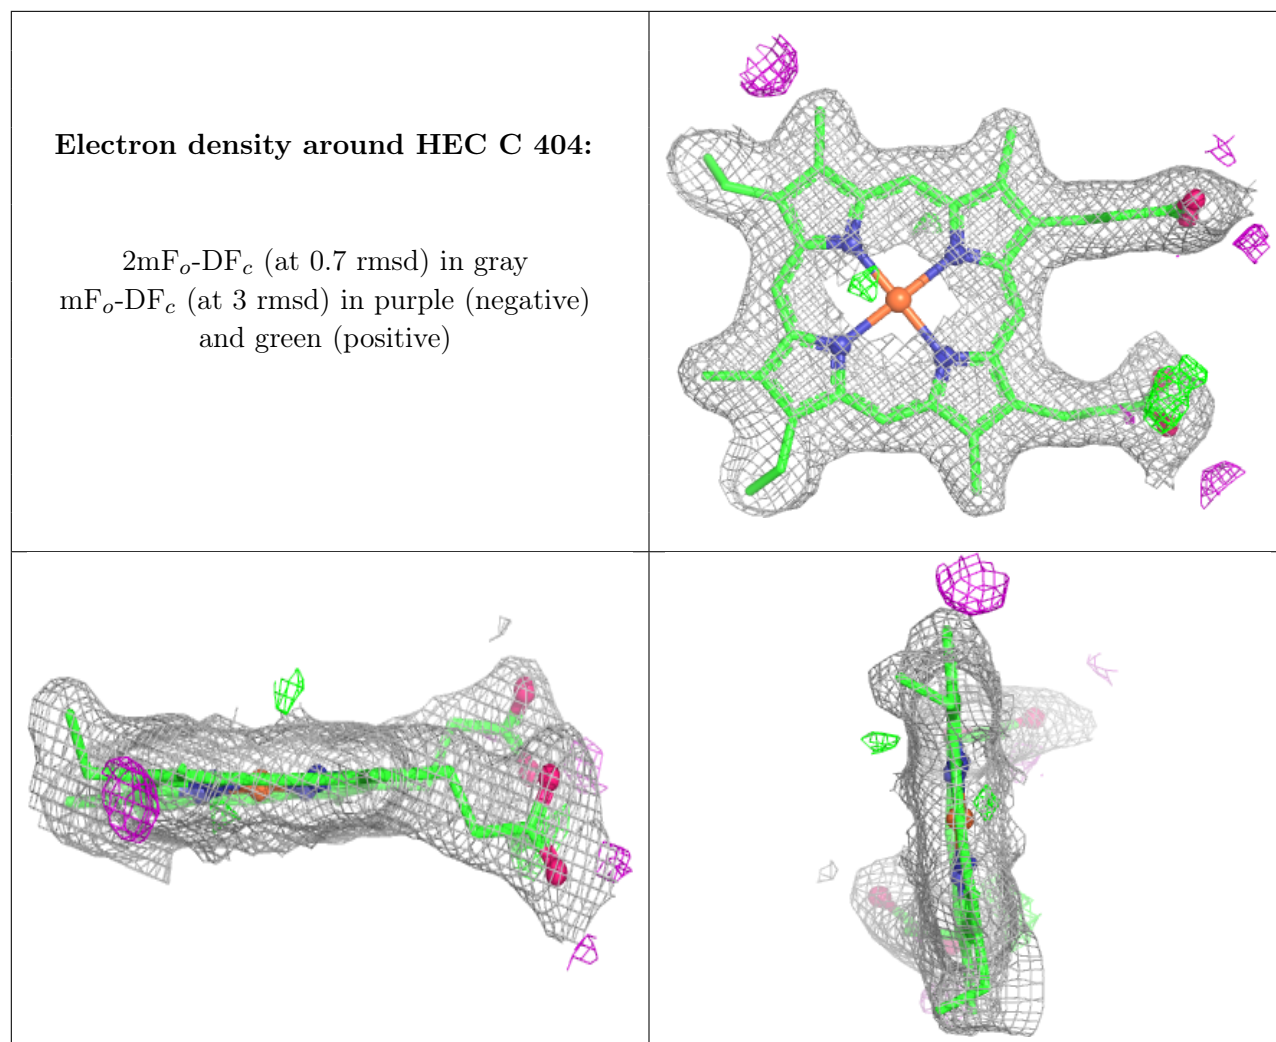 Electron density around HEC C 404:
2mFo-DFc (at 0.7 rmsd) in gray
mFo-DFc (at 3 rmsd) in purple (negative)
and green (positive)